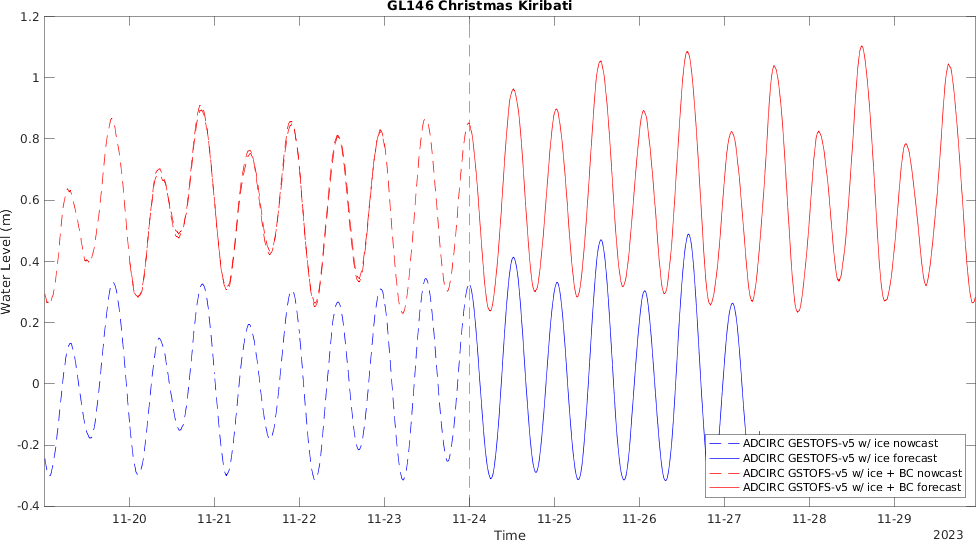 GL146 Christmas Kiribati
1.2
1
0.8
0.6
0.4
0.2
0
-0.2
-0.4
Water Level (m)
ADCIRC GESTOFS-v5 w/ ice nowcast
ADCIRC GESTOFS-v5 w/ ice forecast
ADCIRC GSTOFS-v5 w/ ice + BC nowcast
ADCIRC GSTOFS-v5 w/ ice + BC forecast
11-20 11-21 11-22 11-23 11-24 11-25 11-26 11-27 11-28 11-29
Time
2023